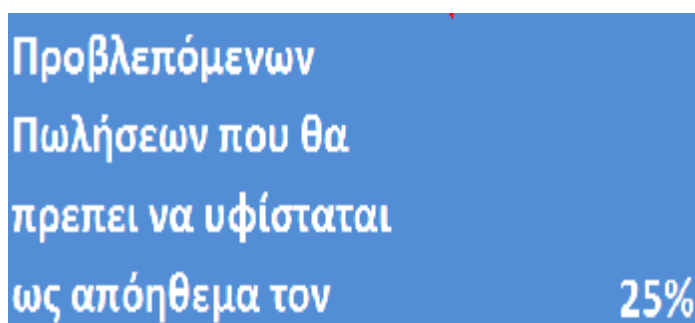 Προβλεπόμενων
Πωλήσεων που θα
πρεπει να υφίσταται
ως απόηθεμα τον 25%